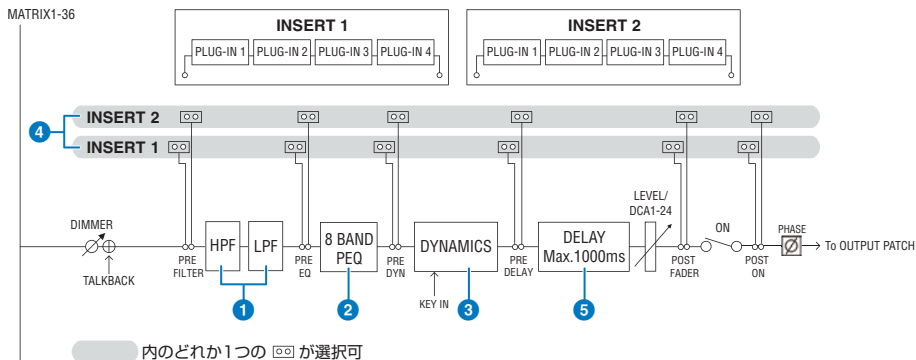 MATRIX1-36
INSERT 1
PLUG-IN 1 PLUG-IN 2 PLUG-IN 3 PLUG-IN 4
INSERT 2
PLUG-IN 1 PLUG-IN 2 PLUG-IN 3 PLUG-IN 4
INSERT 2
4
INSERT 1
DIMMER
TALKBACK
PRE
FILTER
HPF
LPF
1
PRE
EQ
8 BAND
PEQ
2
PRE
DYN
DYNAMICS
KEY IN
3
PRE
DELAY
DELAY
Max.1000ms
5
LEVEL/
DCA1-24
POST
FADER
ON
POST
ON
PHASE
Ø
To OUTPUT PATCH
内のどれか1つの が選択可